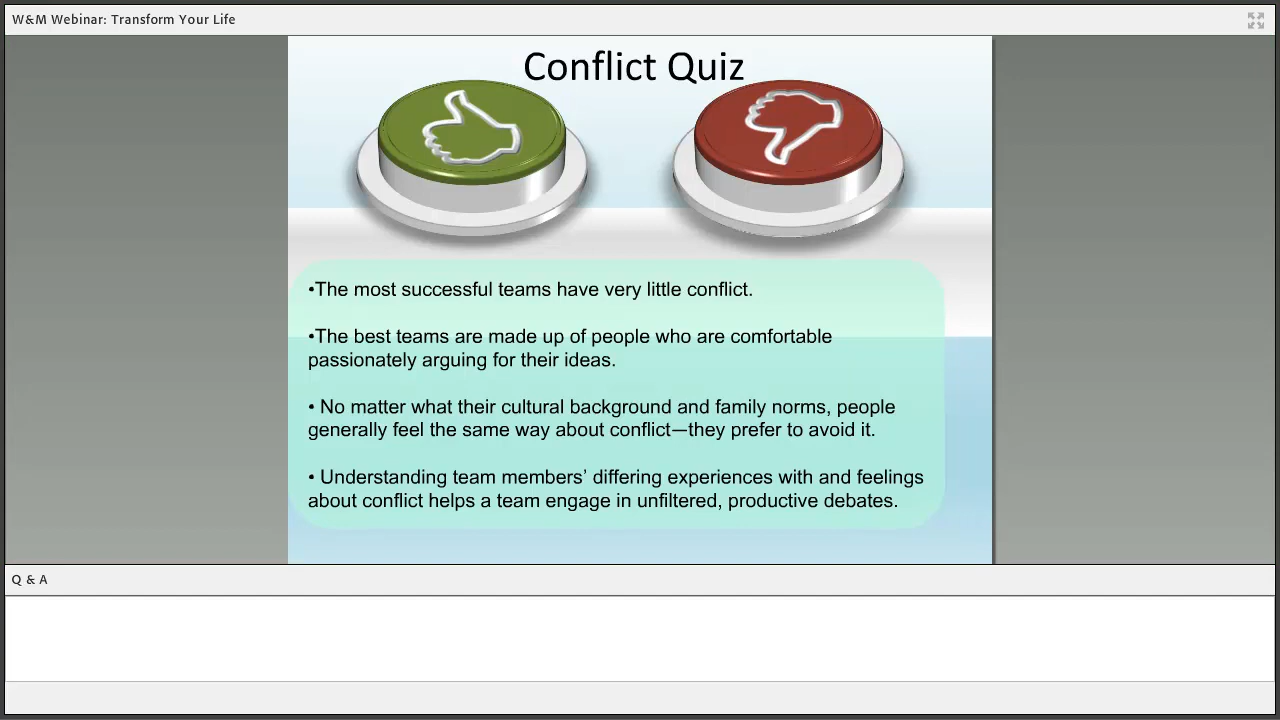 W&M Webinar: Transform Your Life
Conflict Quiz
•The most successful teams have very little conflict.
•The best teams are made up of people who are comfortable
passionately arguing for their ideas.
• No matter what their cultural background and family norms, people
generally feel the same way about conflict—they prefer to avoid it.
• Understanding team members’ differing experiences with and feelings
about conflict helps a team engage in unfiltered, productive debates.
Q & A